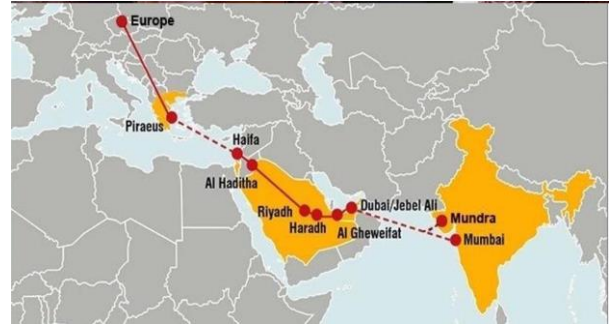 Europe
Piraeus
Haifa
Al Haditha
Riyadh
Haradh
Al Gheweifat
Dubai/Jebel Ali
Mundra
Mumbai